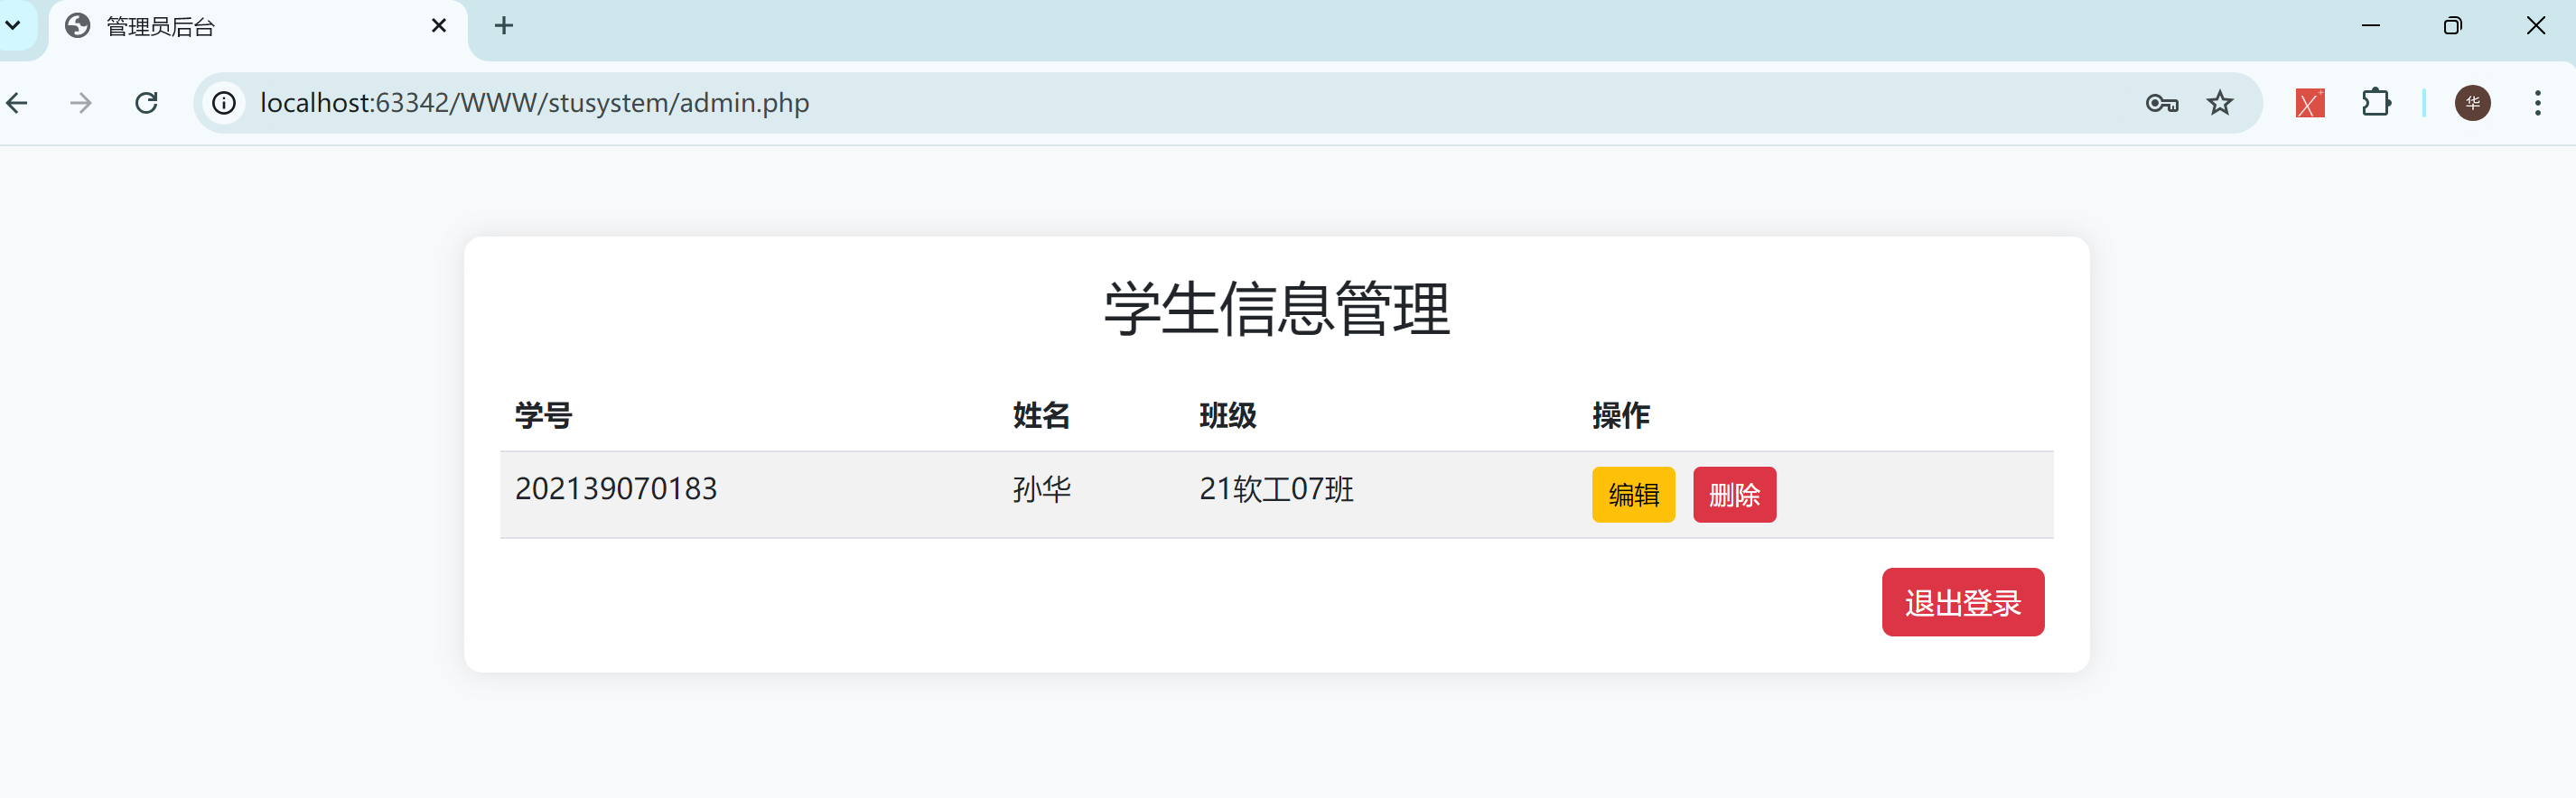 管理员后台
localhost:63342/WWW/stusystem/admin.php
华
学生信息管理
学号 姓名 班级 操作
202139070183 孙华 21软工07班 编辑 删除
退出登录